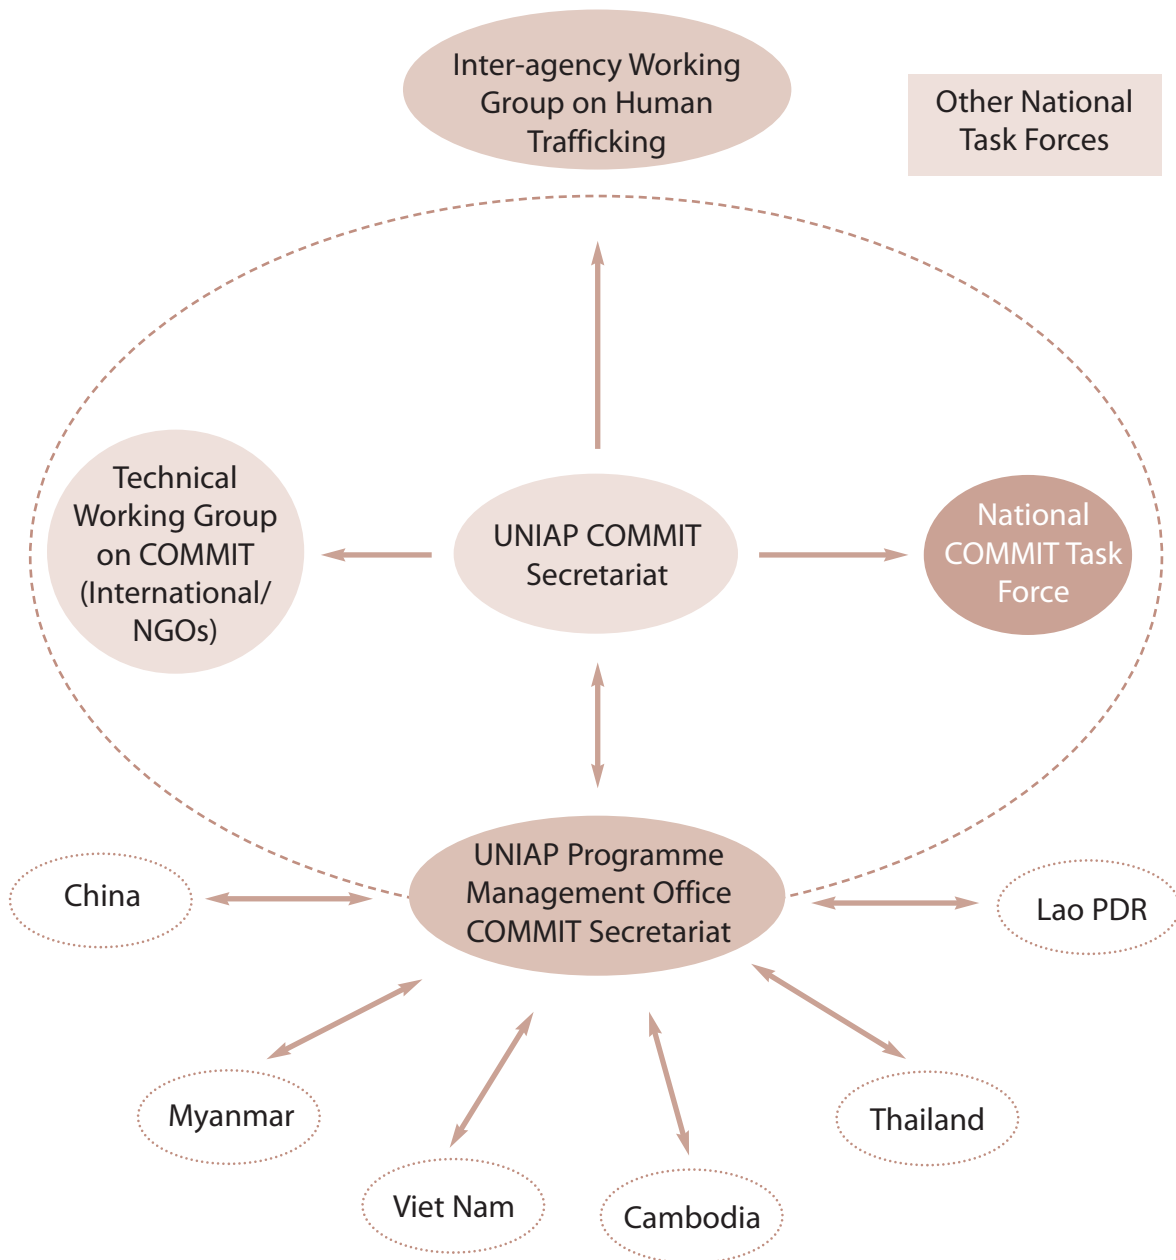 Inter-agency Working
Group on Human
Trafficking
Other National
Task Forces
Technical
Working Group
on COMMIT
(International/
NGOs)
UNIAP COMMIT
Secretariat
National
COMMIT Task
Force
UNIAP Programme
Management Office
COMMIT Secretariat
China
Lao PDR
Myanmar
Thailand
Viet Nam
Cambodia